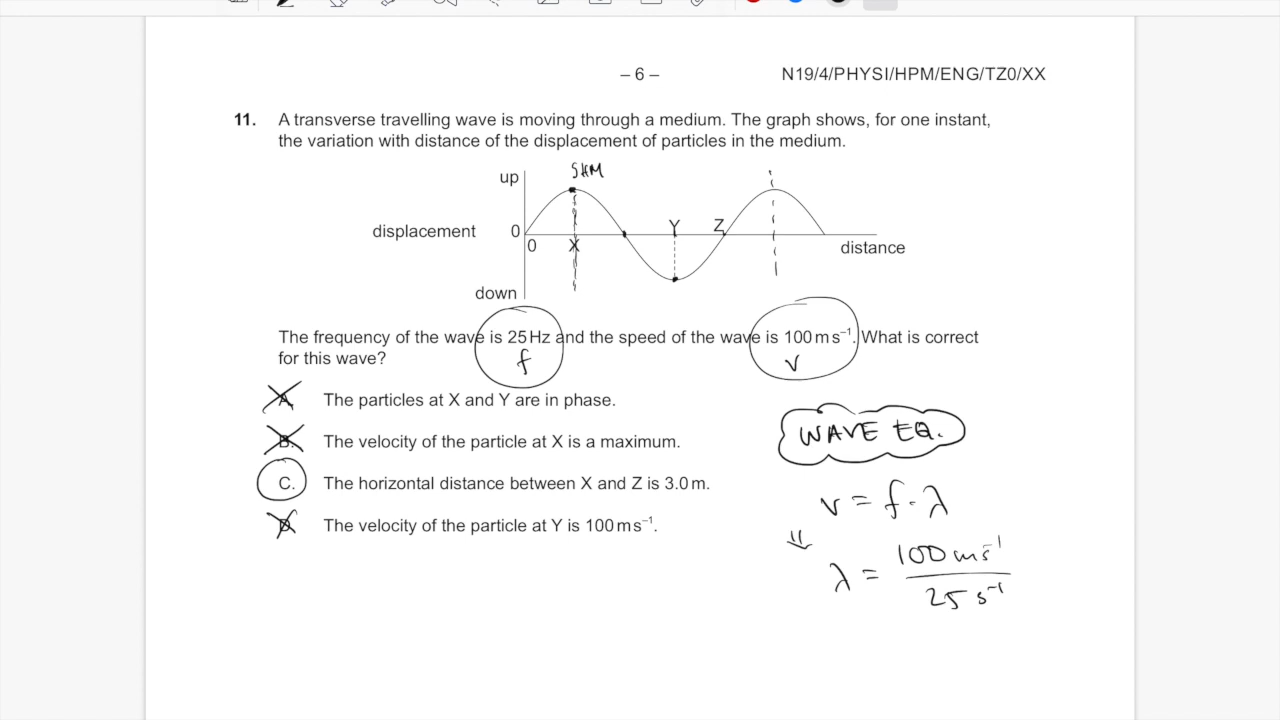 – 6 –
N19/4/PHYSI/HPM/ENG/TZ0/XX
11. A transverse travelling wave is moving through a medium. The graph shows, for one instant,
the variation with distance of the displacement of particles in the medium.
SHM
up
Y
Z
displacement
0
0
X
distance
down
The frequency of the wave is 25 Hz and the speed of the wave is 100 m s⁻¹. What is correct
for this wave?
f
v
A. The particles at X and Y are in phase.
WAVE EQ.
B. The velocity of the particle at X is a maximum.
C. The horizontal distance between X and Z is 3.0 m.
v = f · λ
D. The velocity of the particle at Y is 100 m s⁻¹.
⇓
λ = 100 ms⁻¹ / 25 s⁻¹